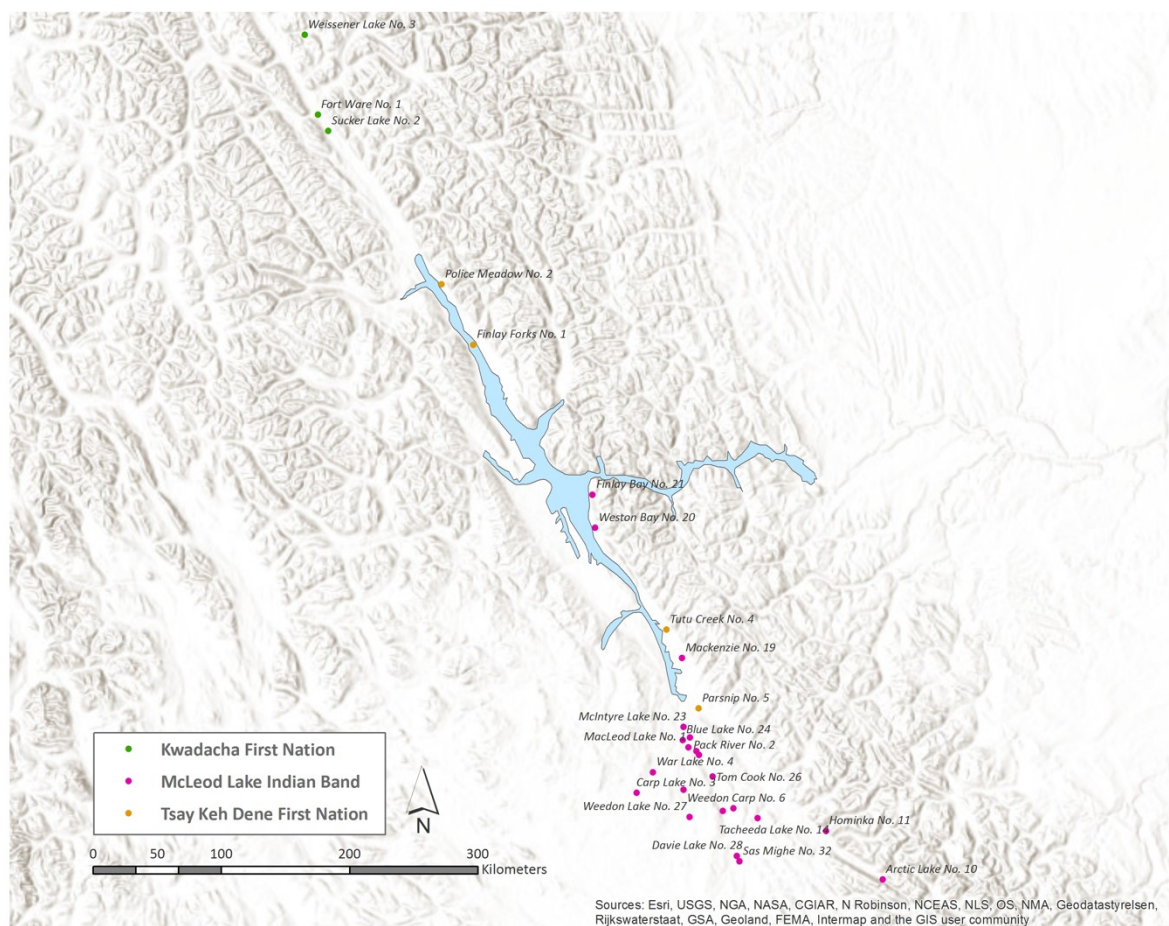 Weissener Lake No. 3
Fort Ware No. 1
Sucker Lake No. 2
Police Meadow No. 2
Finlay Forks No. 1
Finlay Bay No. 21
Weston Bay No. 20
Tutu Creek No. 4
Mackenzie No. 19
Parsnip No. 5
McIntyre Lake No. 23
Blue Lake No. 24
MacLeod Lake No. 1
Pack River No. 2
War Lake No. 4
Tom Cook No. 26
Carp Lake No. 3
Weedon Carp No. 6
Weedon Lake No. 27
Tacheeda Lake No. 14
Hominka No. 11
Davie Lake No. 28
Sas Mighe No. 32
Arctic Lake No. 10
Kwadacha First Nation
McLeod Lake Indian Band
Tsay Keh Dene First Nation
N
0 50 100 200 300
Kilometers
Sources: Esri, USGS, NGA, NASA, CGIAR, N Robinson, NCEAS, NLS, OS, NMA, Geodatastyrelsen,
Rijkswaterstaat, GSA, Geoland, FEMA, Intermap and the GIS user community